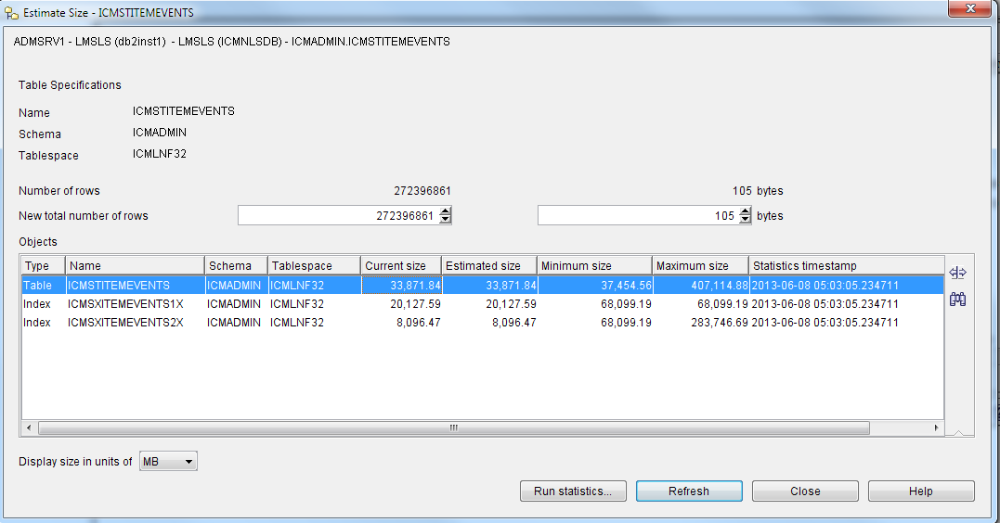 Estimate Size - ICMSTITEMEVENTS
ADMSRV1 - LMSLS (db2inst1) - LMSLS (ICMNLSDB) - ICMADMIN.ICMSTITEMEVENTS
Table Specifications
Name ICMSTITEMEVENTS
Schema ICMADMIN
Tablespace ICMLNF32
Number of rows 272396861 105 bytes
New total number of rows 272396861 105 bytes
Objects
Type Name Schema Tablespace Current size Estimated size Minimum size Maximum size Statistics timestamp
Table ICMSTITEMEVENTS ICMADMIN ICMLNF32 33,871.84 33,871.84 37,454.56 407,114.88 2013-06-08 05:03:05.234711
Index ICMSXITEMEVENTS1X ICMADMIN ICMLNF32 20,127.59 20,127.59 68,099.19 68,099.19 2013-06-08 05:03:05.234711
Index ICMSXITEMEVENTS2X ICMADMIN ICMLNF32 8,096.47 8,096.47 68,099.19 283,746.69 2013-06-08 05:03:05.234711
Display size in units of MB
Run statistics... Refresh Close Help